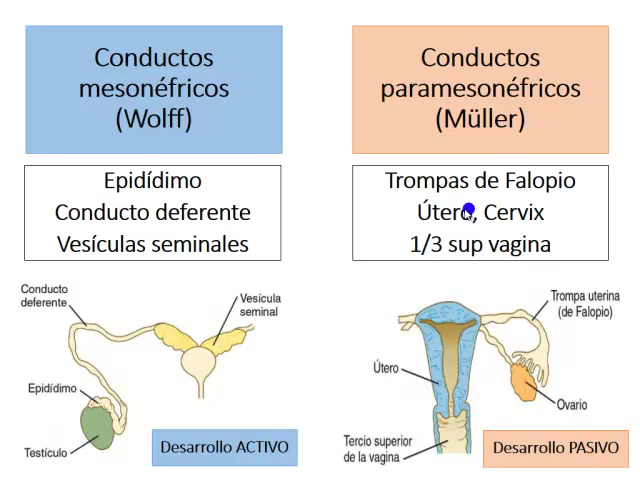 Conductos
mesonéfricos
(Wolff)
Conductos
paramesonéfricos
(Müller)
Epidídimo
Conducto deferente
Vesículas seminales
Trompas de Falopio
Útero, Cervix
1/3 sup vagina
Conducto
deferente
Vesícula
seminal
Epidídimo
Testículo
Desarrollo ACTIVO
Trompa uterina
(de Falopio)
Útero
Ovario
Tercio superior
de la vagina
Desarrollo PASIVO